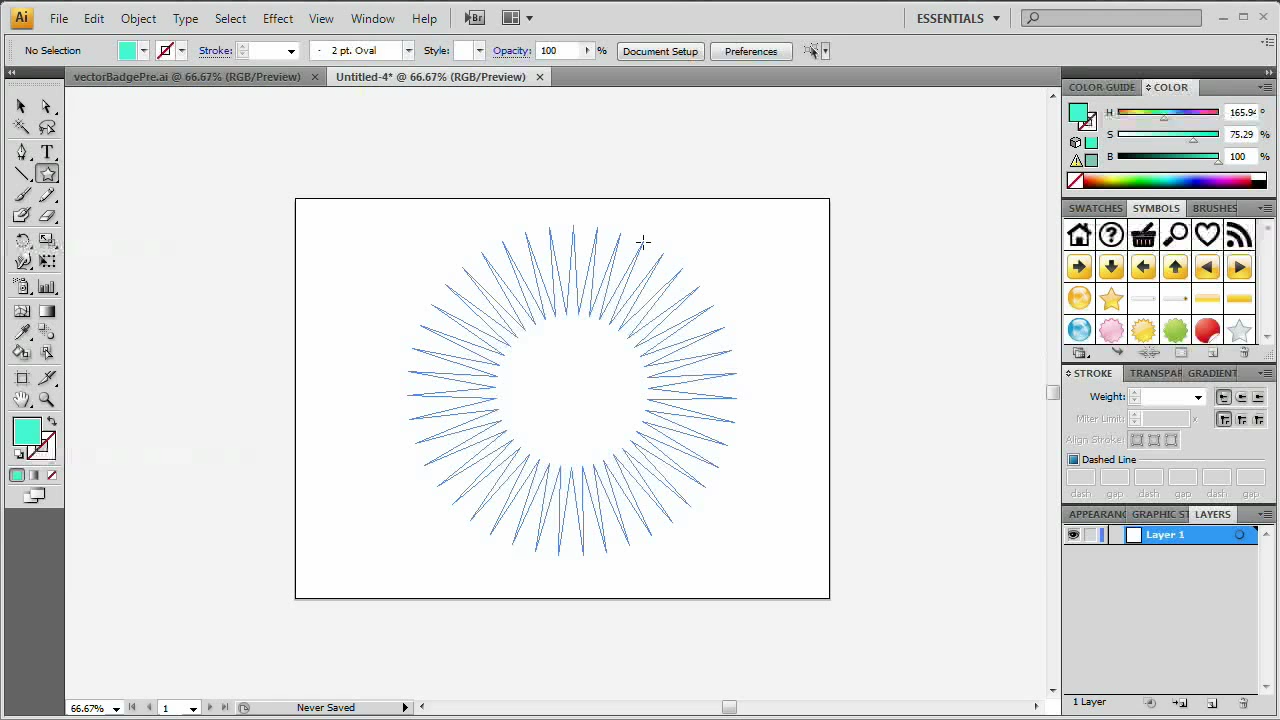 Ai File Edit Object Type Select Effect View Window Help Br ESSENTIALS
No Selection Stroke: 2 pt. Oval Style: Opacity: 100 % Document Setup Preferences
vectorBadgePre.ai @ 66.67% (RGB/Preview) Untitled-4* @ 66.67% (RGB/Preview)
COLOR GUIDE COLOR
H 165.94 °
S 75.29 %
B 100 %
SWATCHES SYMBOLS BRUSHES
STROKE TRANSPAR GRADIENT
Weight:
Miter Limit: x
Align Stroke:
Dashed Line
dash gap dash gap dash gap
APPEARANC GRAPHIC ST LAYERS
Layer 1
1 Layer
66.67% 1 Never Saved